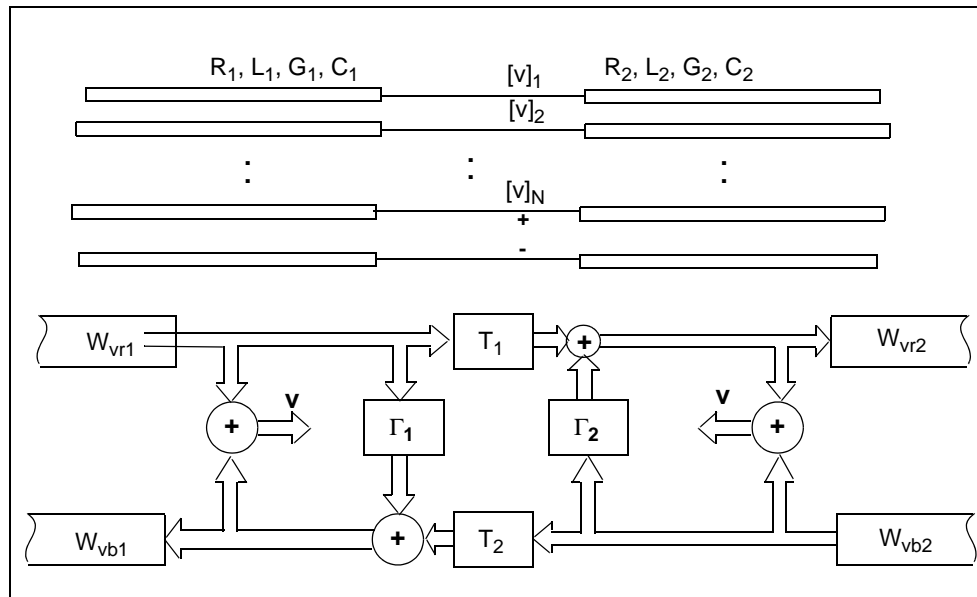 R₁, L₁, G₁, C₁ [v]₁ R₂, L₂, G₂, C₂
[v]₂
: : :
[v]N
+
-
Wvr1 T₁ + Wvr2
+ v Γ₁ Γ₂ v +
Wvb1 + T₂ Wvb2